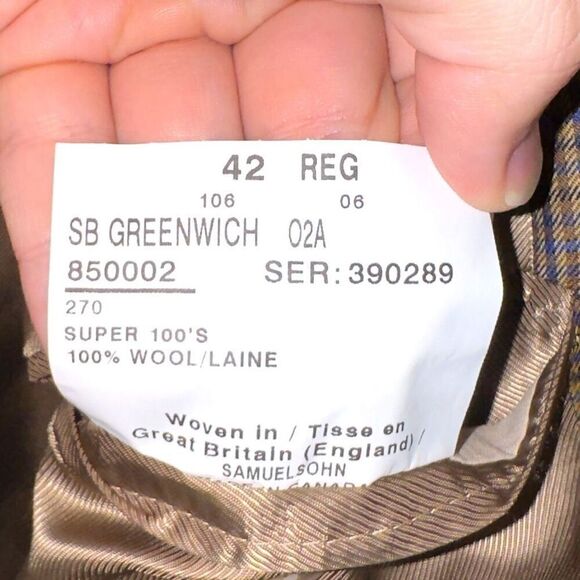 42 REG
106 06
SB GREENWICH 02A
850002 SER: 390289
270
SUPER 100'S
100% WOOL/LAINE
Woven in / Tisse en
Great Britain (England) /
SAMUELSOHN